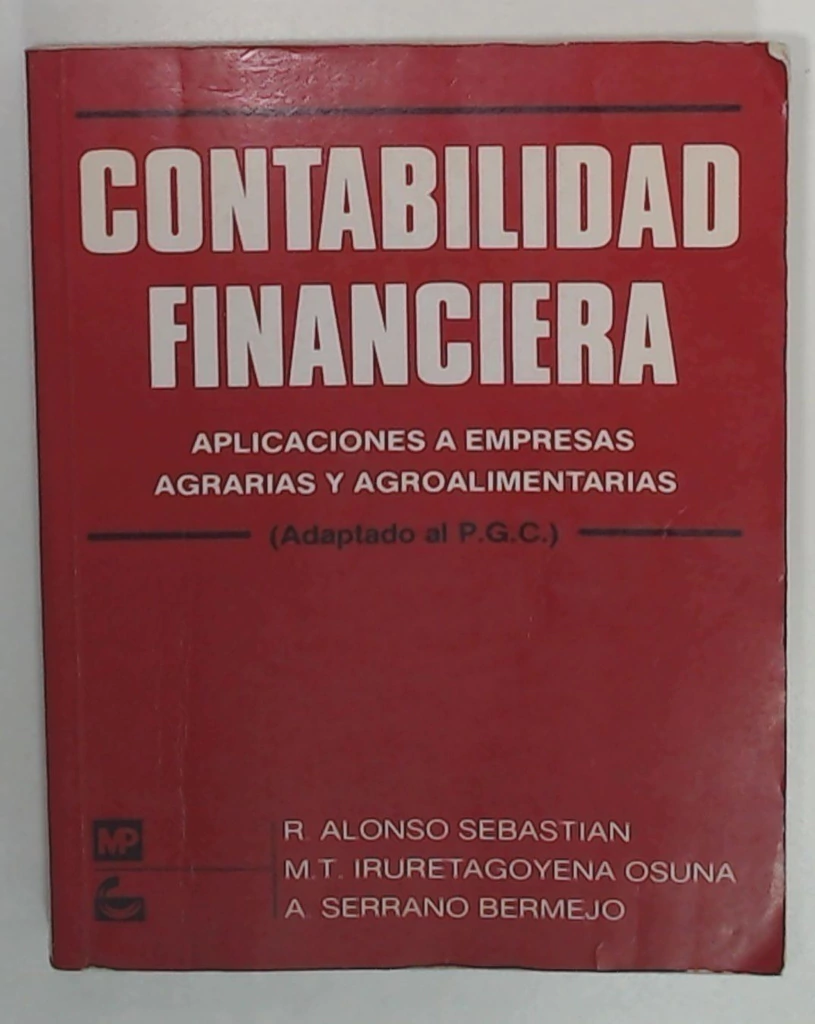 CONTABILIDAD
FINANCIERA
APLICACIONES A EMPRESAS
AGRARIAS Y AGROALIMENTARIAS
(Adaptado al P.G.C.)
MP
R. ALONSO SEBASTIAN
M.T. IRURETAGOYENA OSUNA
A. SERRANO BERMEJO